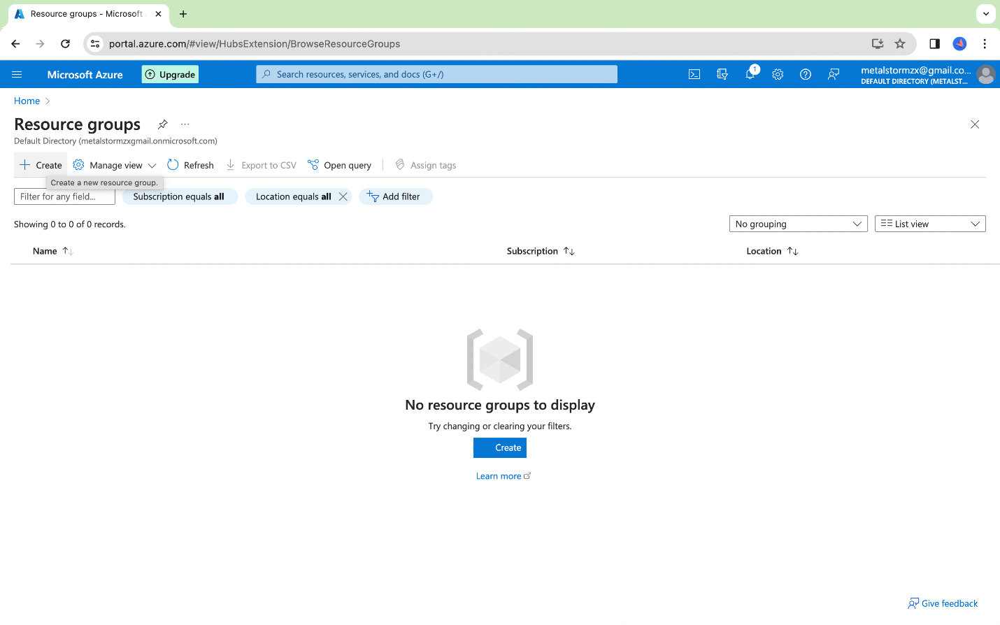 Resource groups - Microsoft
portal.azure.com/#view/HubsExtension/BrowseResourceGroups
Microsoft Azure
Upgrade
Search resources, services, and docs (G+/)
1
metalstormzx@gmail.co...
DEFAULT DIRECTORY (METALST...
Home
Resource groups
Default Directory (metalstormzxgmail.onmicrosoft.com)
Create
Manage view
Refresh
Export to CSV
Open query
Assign tags
Create a new resource group.
Filter for any field...
Subscription equals all
Location equals all
Add filter
Showing 0 to 0 of 0 records.
No grouping
List view
Name
Subscription
Location
No resource groups to display
Try changing or clearing your filters.
Create
Learn more
Give feedback